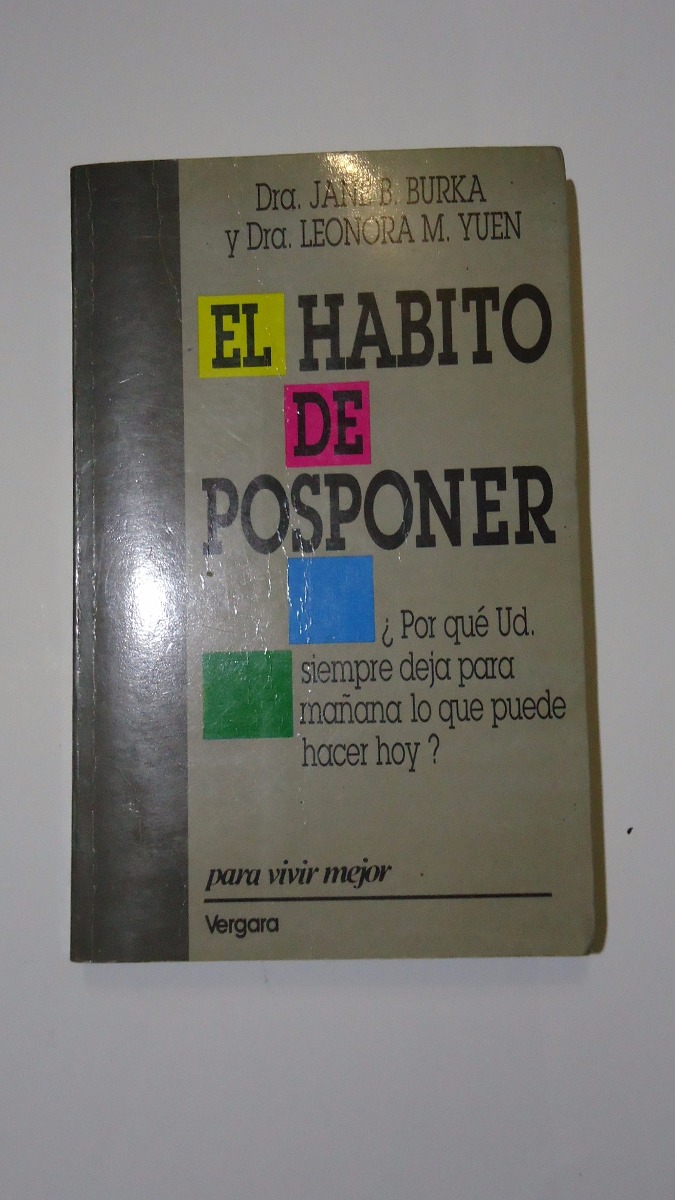 Dra. JANE B. BURKA
y Dra. LEONORA M. YUEN
EL HABITO
DE
POSPONER
¿ Por qué Ud.
siempre deja para
mañana lo que puede
hacer hoy ?
para vivir mejor
Vergara